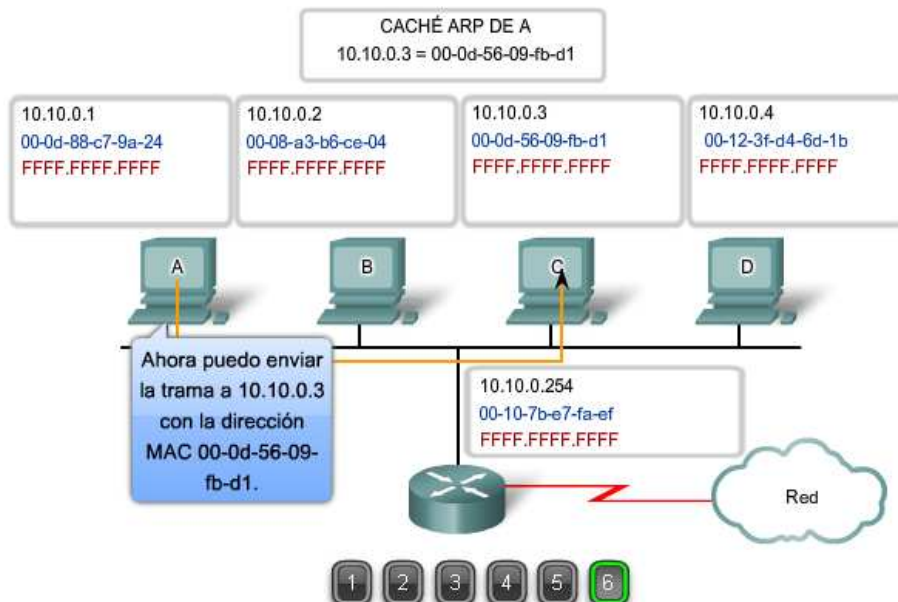 CACHÉ ARP DE A
10.10.0.3 = 00-0d-56-09-fb-d1
10.10.0.1
00-0d-88-c7-9a-24
FFFF.FFFF.FFFF
10.10.0.2
00-08-a3-b6-ce-04
FFFF.FFFF.FFFF
10.10.0.3
00-0d-56-09-fb-d1
FFFF.FFFF.FFFF
10.10.0.4
00-12-3f-d4-6d-1b
FFFF.FFFF.FFFF
A
B
C
D
Ahora puedo enviar
la trama a 10.10.0.3
con la dirección
MAC 00-0d-56-09-
fb-d1.
10.10.0.254
00-10-7b-e7-fa-ef
FFFF.FFFF.FFFF
Red
1 2 3 4 5 6